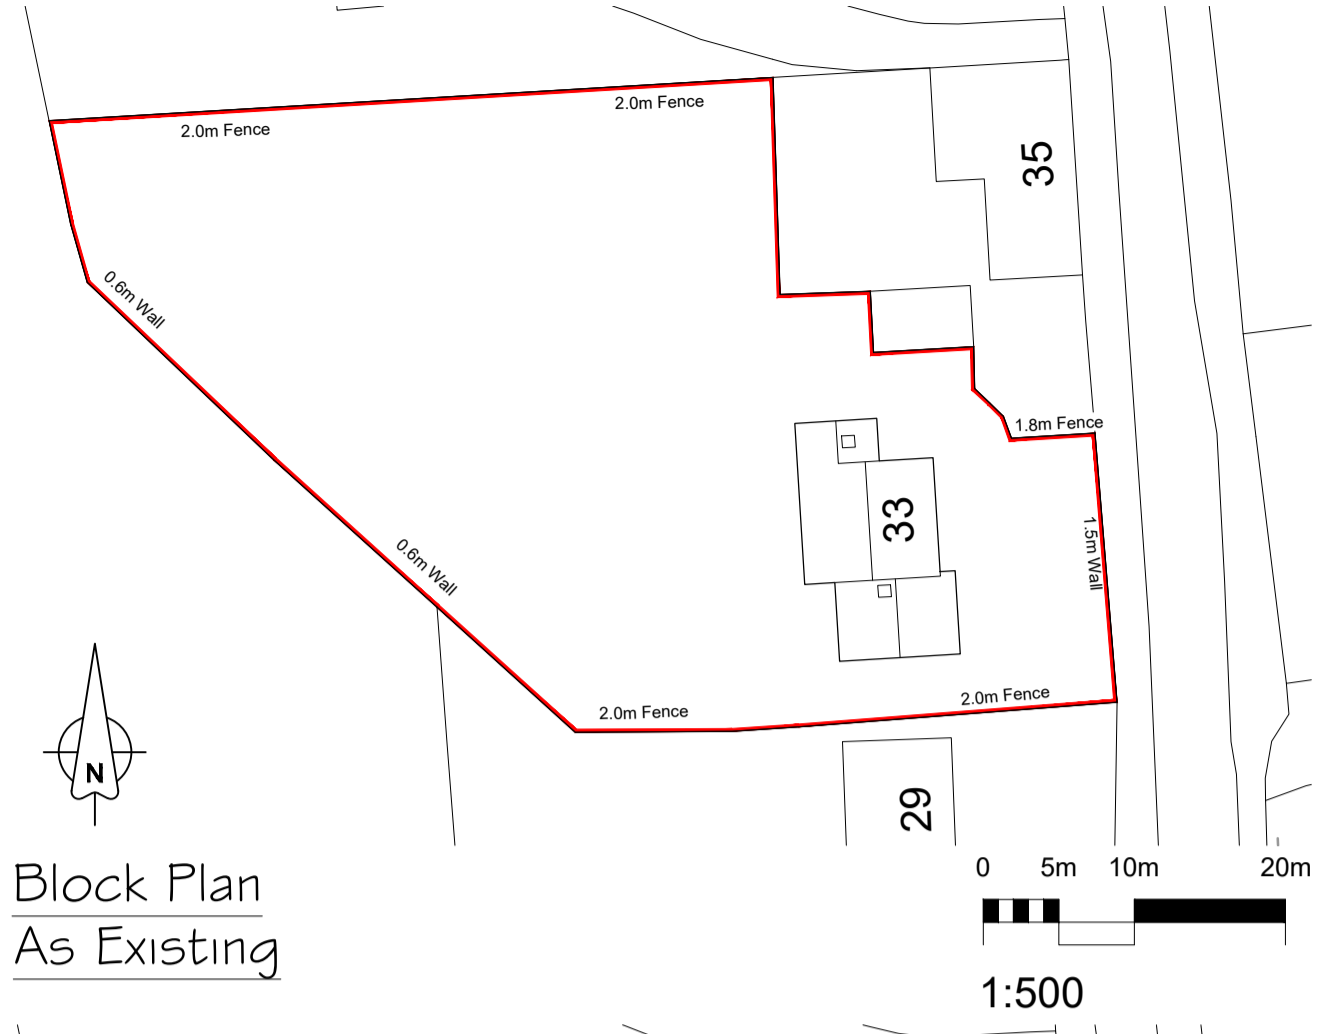 2.0m Fence
2.0m Fence
35
0.6m Wall
1.8m Fence
33
1.5m Wall
0.6m Wall
2.0m Fence
2.0m Fence
N
29
Block Plan
As Existing
0 5m 10m 20m
1:500